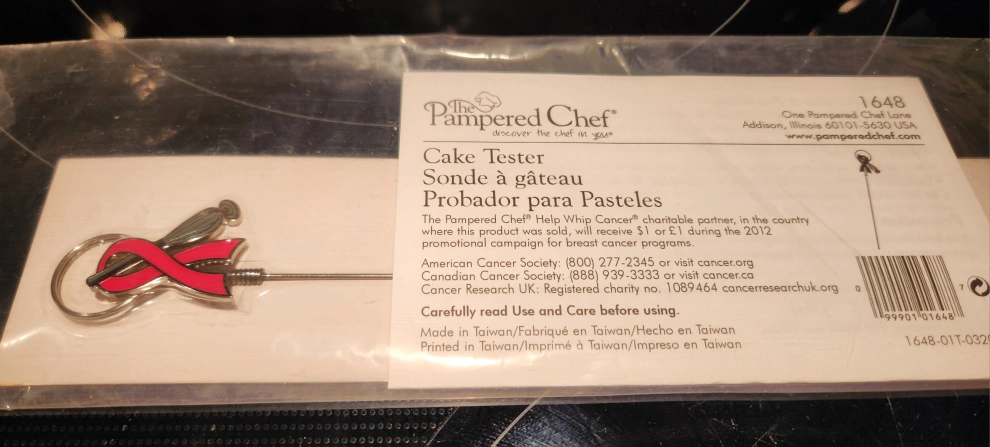 The Pampered Chef®
discover the chef in you®
1648
One Pampered Chef Lane
Addison, Illinois 60101-5630 USA
www.pamperedchef.com
Cake Tester
Sonde à gâteau
Probador para Pasteles
The Pampered Chef® Help Whip Cancer® charitable partner, in the country
where this product was sold, will receive $1 or £1 during the 2012
promotional campaign for breast cancer programs.
American Cancer Society: (800) 277-2345 or visit cancer.org
Canadian Cancer Society: (888) 939-3333 or visit cancer.ca
Cancer Research UK: Registered charity no. 1089464 cancerresearchuk.org
Carefully read Use and Care before using.
Made in Taiwan/Fabriqué en Taiwan/Hecho en Taiwan
Printed in Taiwan/Imprimé à Taiwan/Impreso en Taiwan
0 99901 01648 7
1648-01T-032